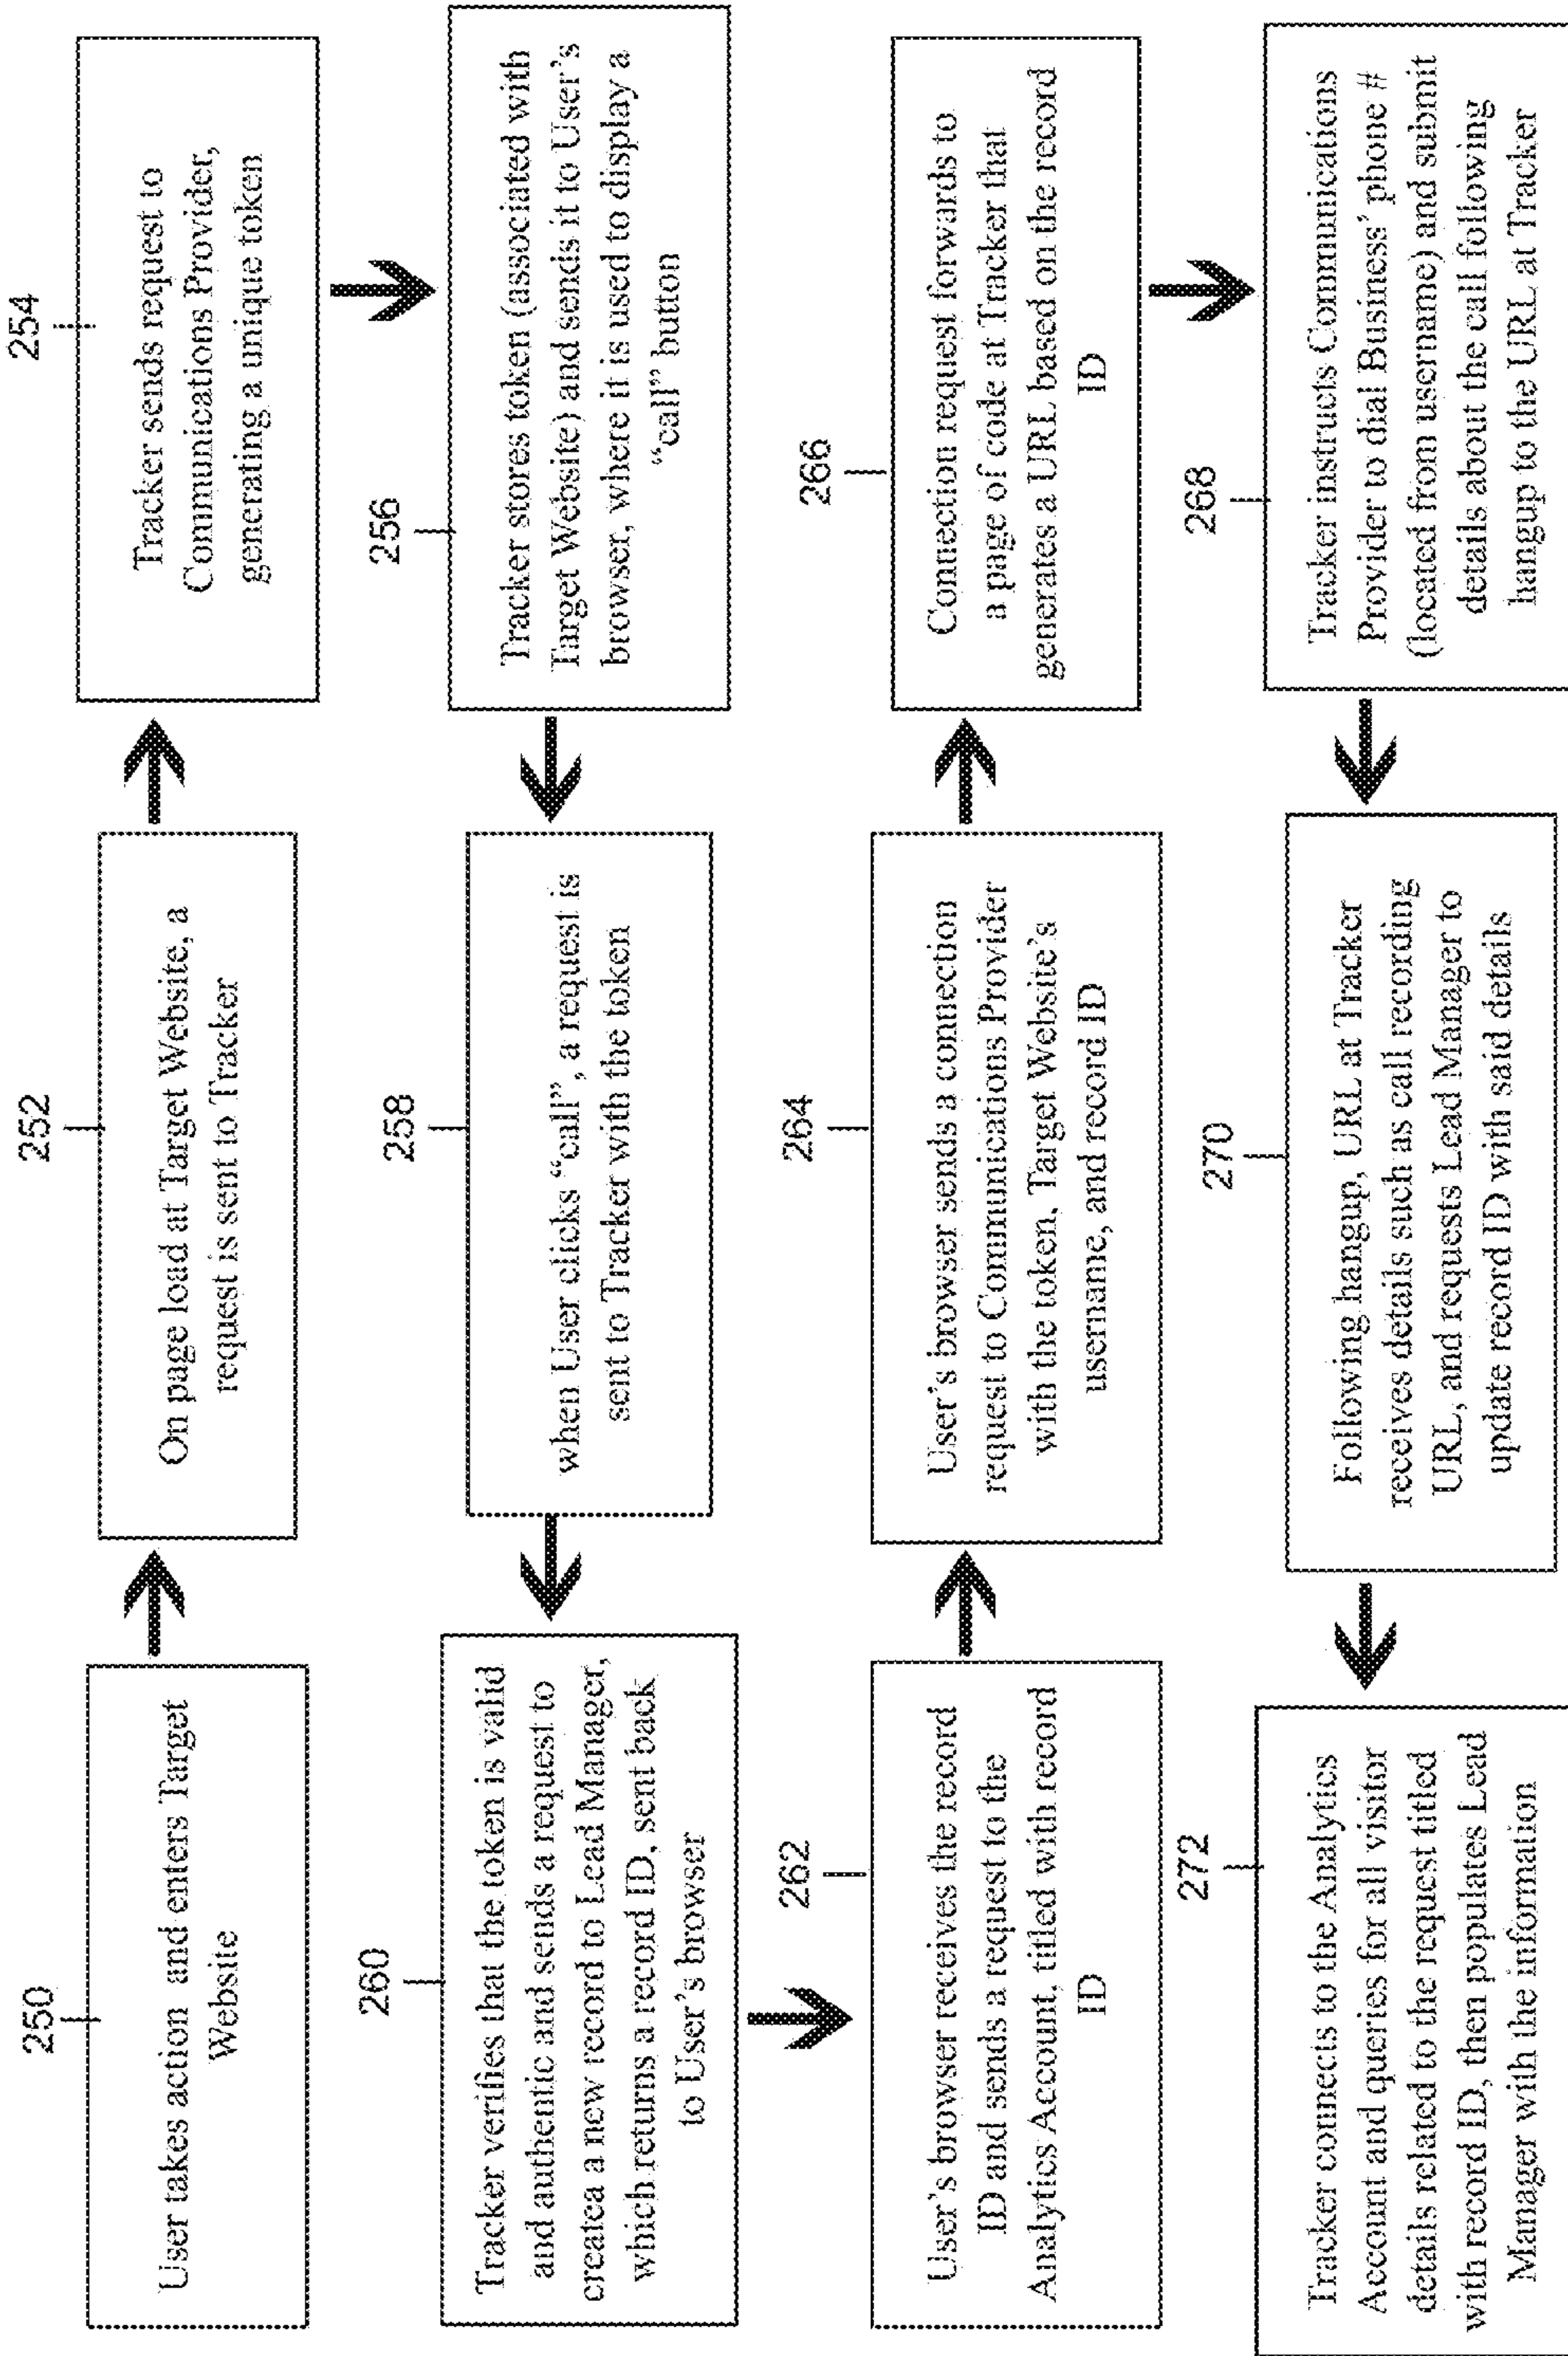 250
User takes action and enters Target
Website
252
On page load at Target Website, a
request is sent to Tracker
254
Tracker sends request to
Communications Provider,
generating a unique token
256
Tracker stores token (associated with
Target Website) and sends it to User's
browser, where it is used to display a
“call” button
258
when User clicks “call”, a request is
sent to Tracker with the token
260
Tracker verifies that the token is valid
and authentic and sends a request to
createa a new record to Lead Manager,
which returns a record ID, sent back
to User's browser
262
User's browser receives the record
ID and sends a request to the
Analytics Account, titled with record
ID
264
User's browser sends a connection
request to Communications Provider
with the token, Target Website's
username, and record ID
266
Connection request forwards to
a page of code at Tracker that
generates a URL based on the record
ID
268
Tracker instructs Communications
Provider to dial Business' phone #
(located from username) and submit
details about the call following
hangup to the URL at Tracker
270
Following hangup, URL at Tracker
receives details such as call recording
URL, and requests Lead Manager to
update record ID with said details
272
Tracker connects to the Analytics
Account and queries for all visitor
details related to the request titled
with record ID, then populates Lead
Manager with the information